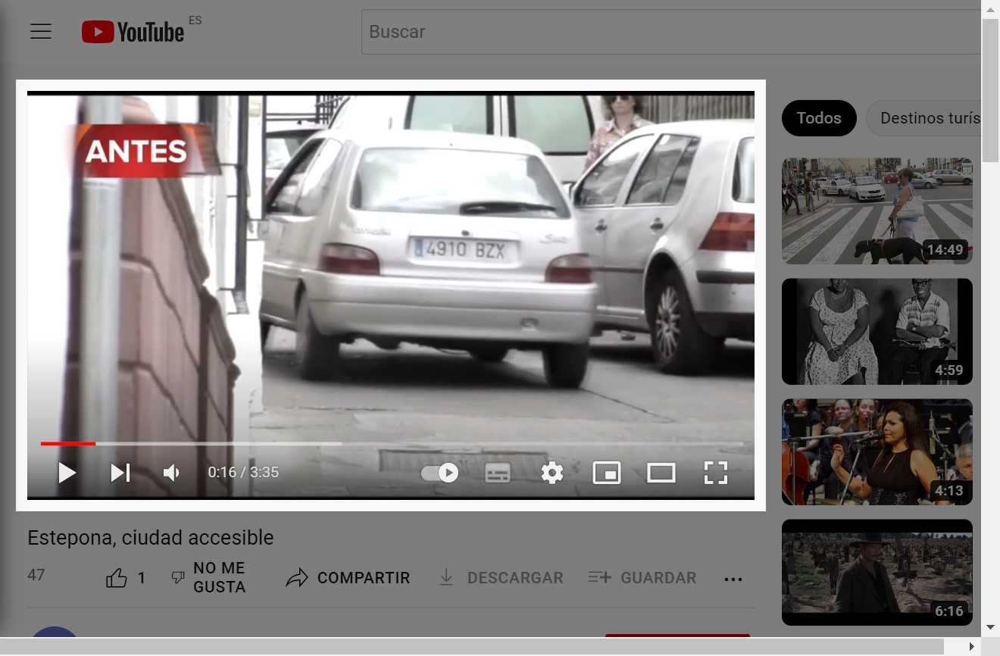 YouTube ES
Buscar
Todos
Destinos turís
ANTES
4910 BZX
14:49
4:59
4:13
0:16 / 3:35
6:16
Estepona, ciudad accesible
47
1
NO ME GUSTA
COMPARTIR
DESCARGAR
GUARDAR